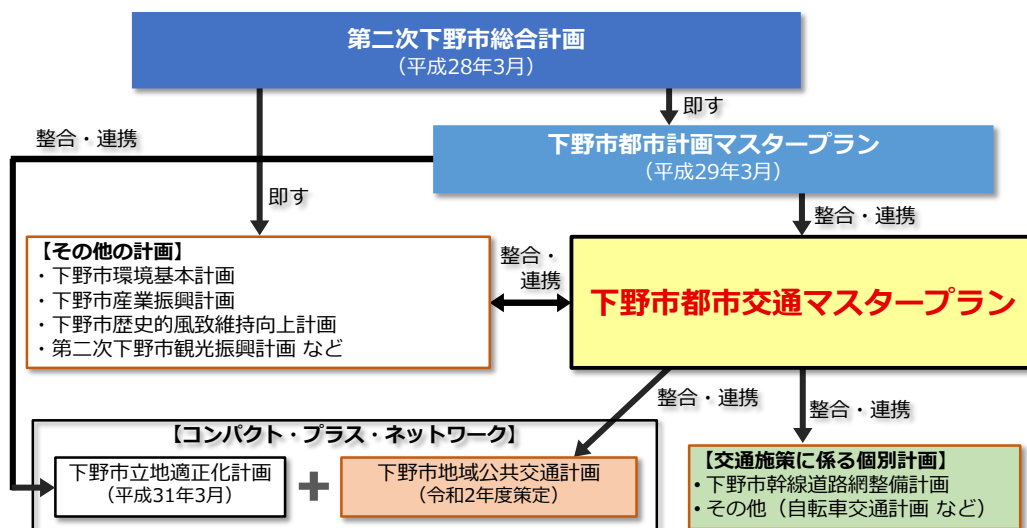 第二次下野市総合計画
（平成28年3月）
即す
整合・連携
下野市都市計画マスタープラン
（平成29年3月）
即す
整合・連携
【その他の計画】
・下野市環境基本計画
・下野市産業振興計画
・下野市歴史的風致維持向上計画
・第二次下野市観光振興計画 など
整合・
連携
下野市都市交通マスタープラン
整合・連携
整合・連携
【コンパクト・プラス・ネットワーク】
下野市立地適正化計画
（平成31年3月）
+
下野市地域公共交通計画
（令和2年度策定）
【交通施策に係る個別計画】
• 下野市幹線道路網整備計画
• その他（自転車交通計画 など）